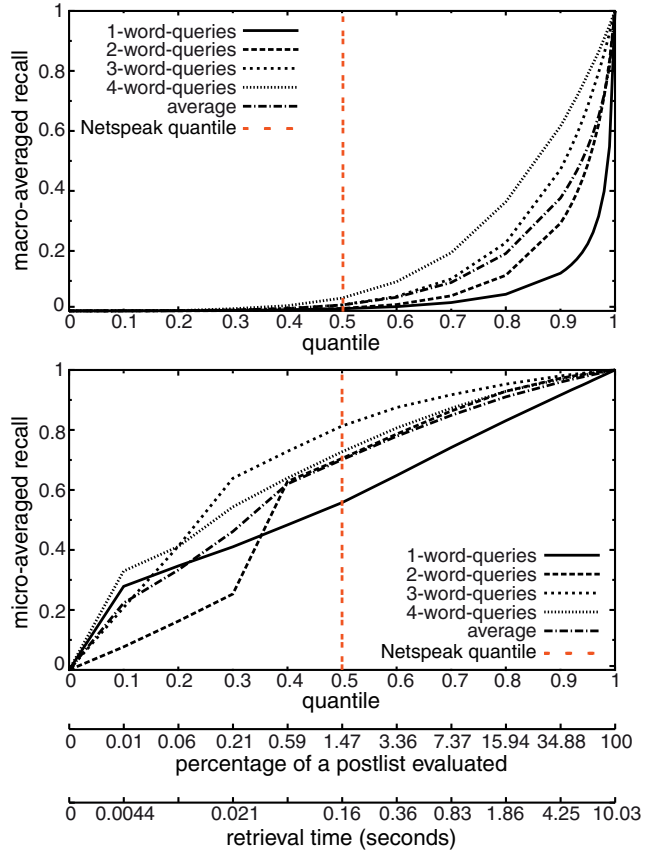 1-word-queries
2-word-queries
3-word-queries
4-word-queries
average
Netspeak quantile
macro-averaged recall
1
0.8
0.6
0.4
0.2
0
0 0.1 0.2 0.3 0.4 0.5 0.6 0.7 0.8 0.9 1
quantile
1-word-queries
2-word-queries
3-word-queries
4-word-queries
average
Netspeak quantile
micro-averaged recall
1
0.8
0.6
0.4
0.2
0
0 0.1 0.2 0.3 0.4 0.5 0.6 0.7 0.8 0.9 1
quantile
0 0.01 0.06 0.21 0.59 1.47 3.36 7.37 15.94 34.88 100
percentage of a postlist evaluated
0 0.0044 0.021 0.16 0.36 0.83 1.86 4.25 10.03
retrieval time (seconds)